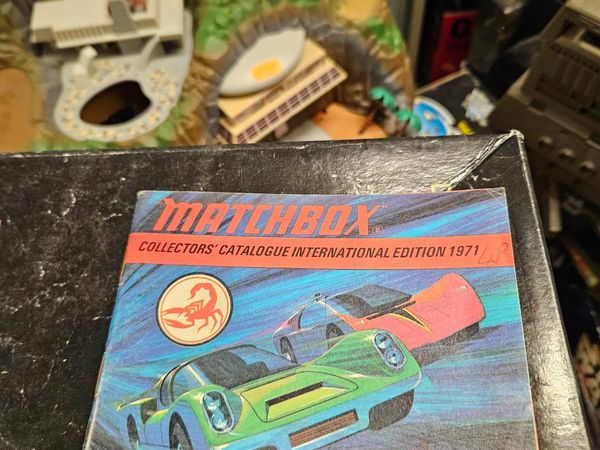 MATCHBOX®
COLLECTORS' CATALOGUE INTERNATIONAL EDITION 1971